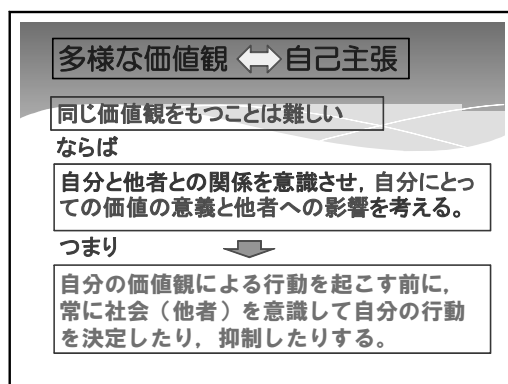 多様な価値観 ⇔ 自己主張
同じ価値観をもつことは難しい
ならば
自分と他者との関係を意識させ，自分にとっ
ての価値の意義と他者への影響を考える。
つまり
自分の価値観による行動を起こす前に，
常に社会（他者）を意識して自分の行動
を決定したり，抑制したりする。